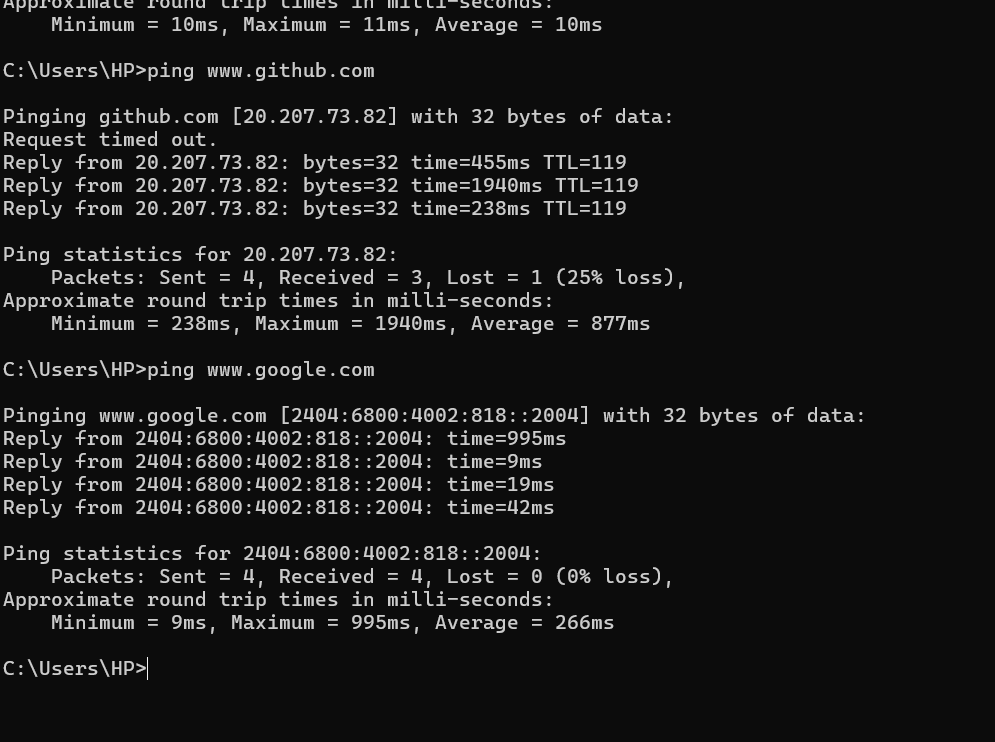 Approximate round trip times in milli-seconds:
    Minimum = 10ms, Maximum = 11ms, Average = 10ms
C:\Users\HP>ping www.github.com
Pinging github.com [20.207.73.82] with 32 bytes of data:
Request timed out.
Reply from 20.207.73.82: bytes=32 time=455ms TTL=119
Reply from 20.207.73.82: bytes=32 time=1940ms TTL=119
Reply from 20.207.73.82: bytes=32 time=238ms TTL=119
Ping statistics for 20.207.73.82:
    Packets: Sent = 4, Received = 3, Lost = 1 (25% loss),
Approximate round trip times in milli-seconds:
    Minimum = 238ms, Maximum = 1940ms, Average = 877ms
C:\Users\HP>ping www.google.com
Pinging www.google.com [2404:6800:4002:818::2004] with 32 bytes of data:
Reply from 2404:6800:4002:818::2004: time=995ms
Reply from 2404:6800:4002:818::2004: time=9ms
Reply from 2404:6800:4002:818::2004: time=19ms
Reply from 2404:6800:4002:818::2004: time=42ms
Ping statistics for 2404:6800:4002:818::2004:
    Packets: Sent = 4, Received = 4, Lost = 0 (0% loss),
Approximate round trip times in milli-seconds:
    Minimum = 9ms, Maximum = 995ms, Average = 266ms
C:\Users\HP>